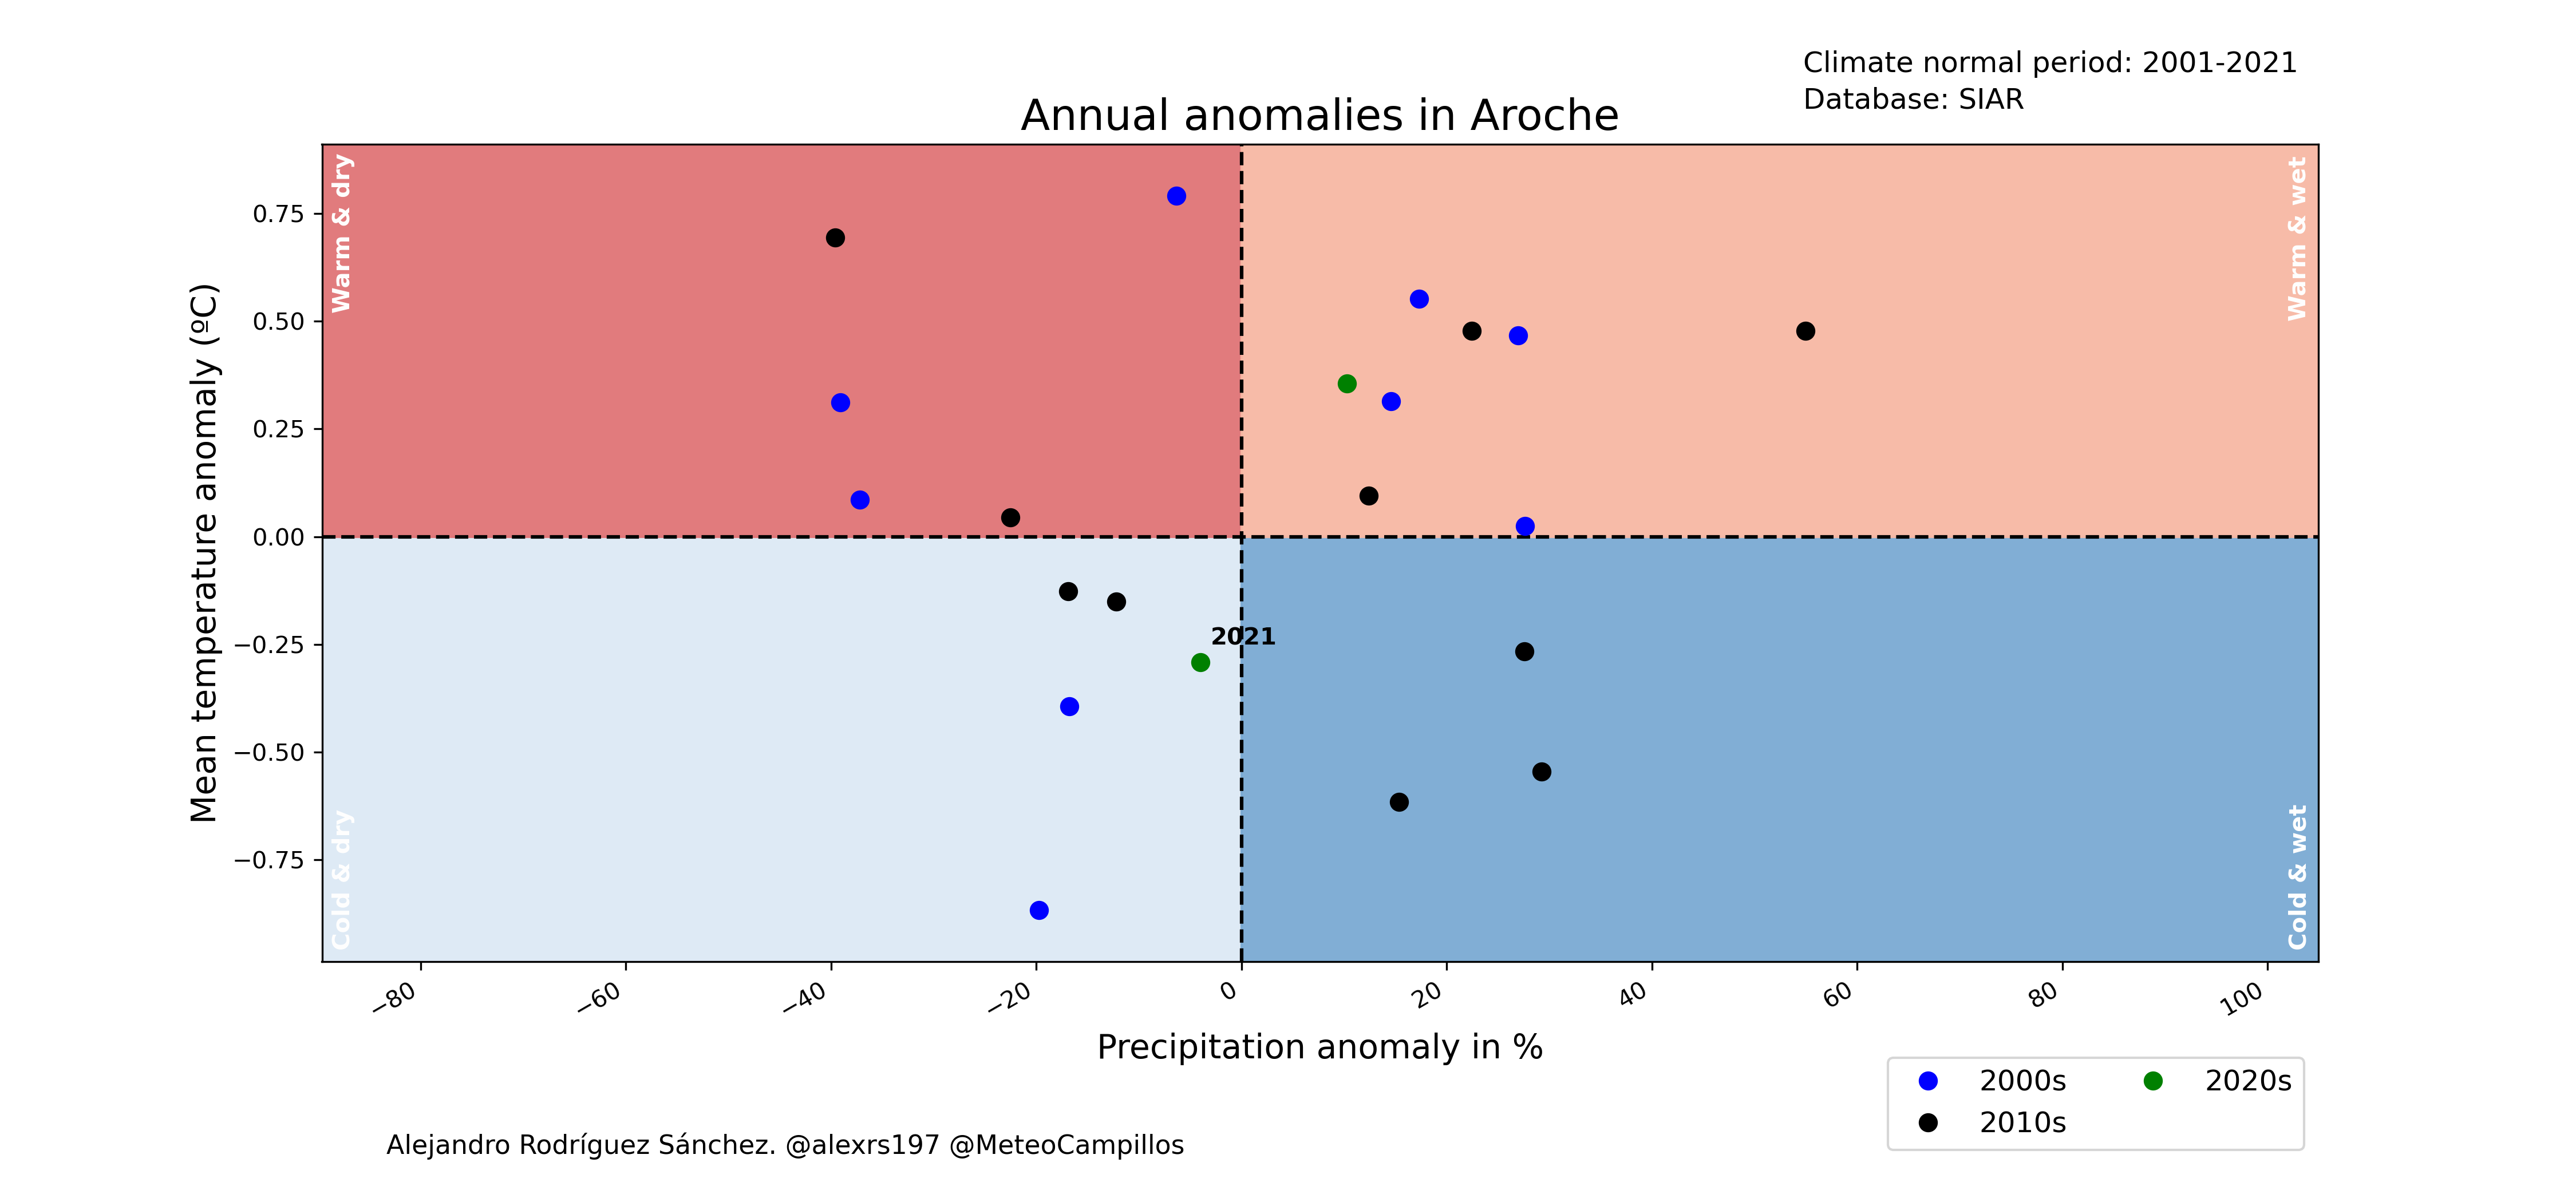 Climate normal period: 2001-2021
Database: SIAR
Annual anomalies in Aroche
Warm & dry
Warm & wet
Mean temperature anomaly (ºC)
0.75
0.50
0.25
0.00
−0.25
−0.50
−0.75
2021
Cold & dry
Cold & wet
−80
−60
−40
−20
0
20
40
60
80
100
Precipitation anomaly in %
2000s
2010s
2020s
Alejandro Rodríguez Sánchez. @alexrs197 @MeteoCampillos